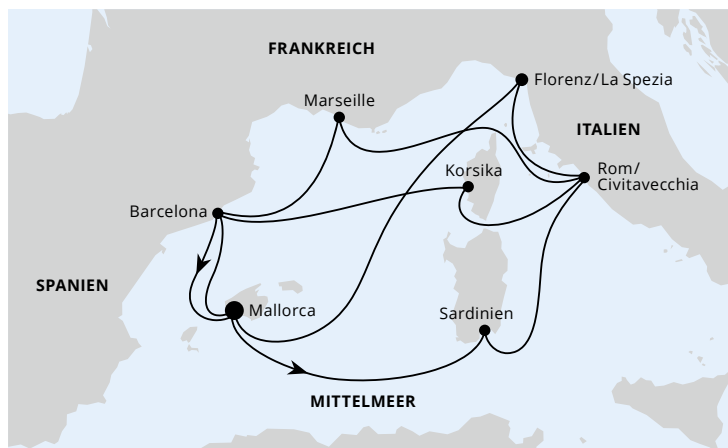 FRANKREICH
Florenz/La Spezia
Marseille
ITALIEN
Korsika
Rom/
Civitavecchia
Barcelona
SPANIEN
Mallorca
Sardinien
MITTELMEER